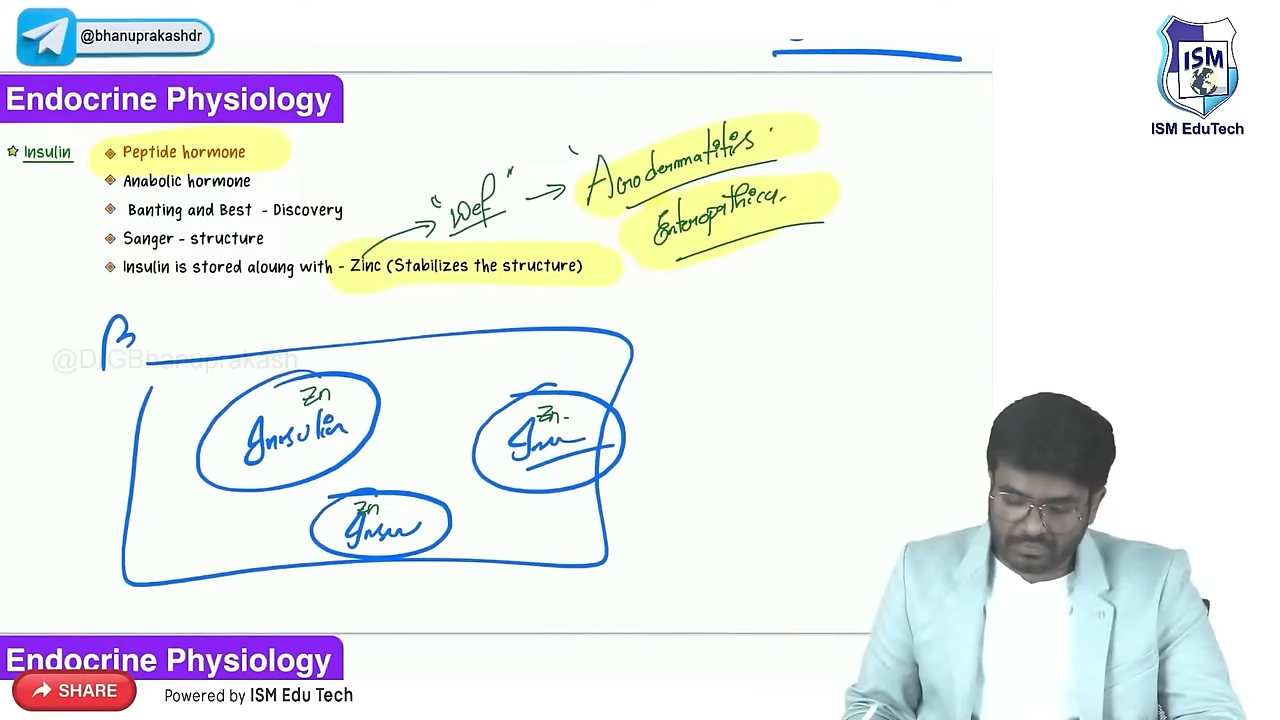 @bhanuprakashdr
ISM
ISM EduTech
Endocrine Physiology
Insulin
Peptide hormone
Anabolic hormone
Banting and Best - Discovery
Sanger - structure
Insulin is stored aloung with - Zinc (Stabilizes the structure)
"Def" → Acrodermatitis
Enteropathica.
β
@DrGBhanuprakash
Zn
Insulin
Zn
Insu
Zn
Insu
Endocrine Physiology
SHARE
Powered by ISM Edu Tech